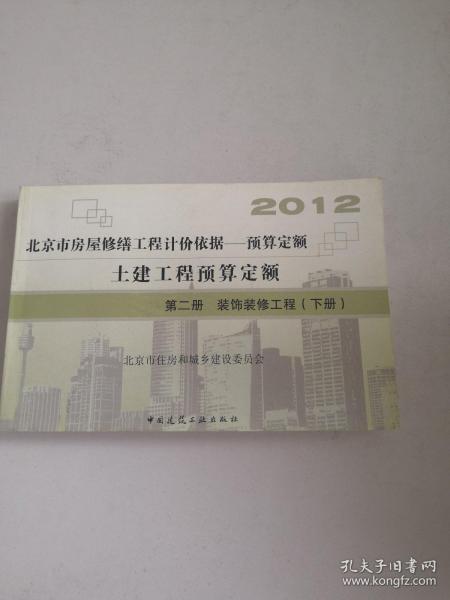 2012
北京市房屋修缮工程计价依据——预算定额
土建工程预算定额
第二册 装饰装修工程（下册）
北京市住房和城乡建设委员会
中国建筑工业出版社
孔夫子旧书网
www.kongfz.com